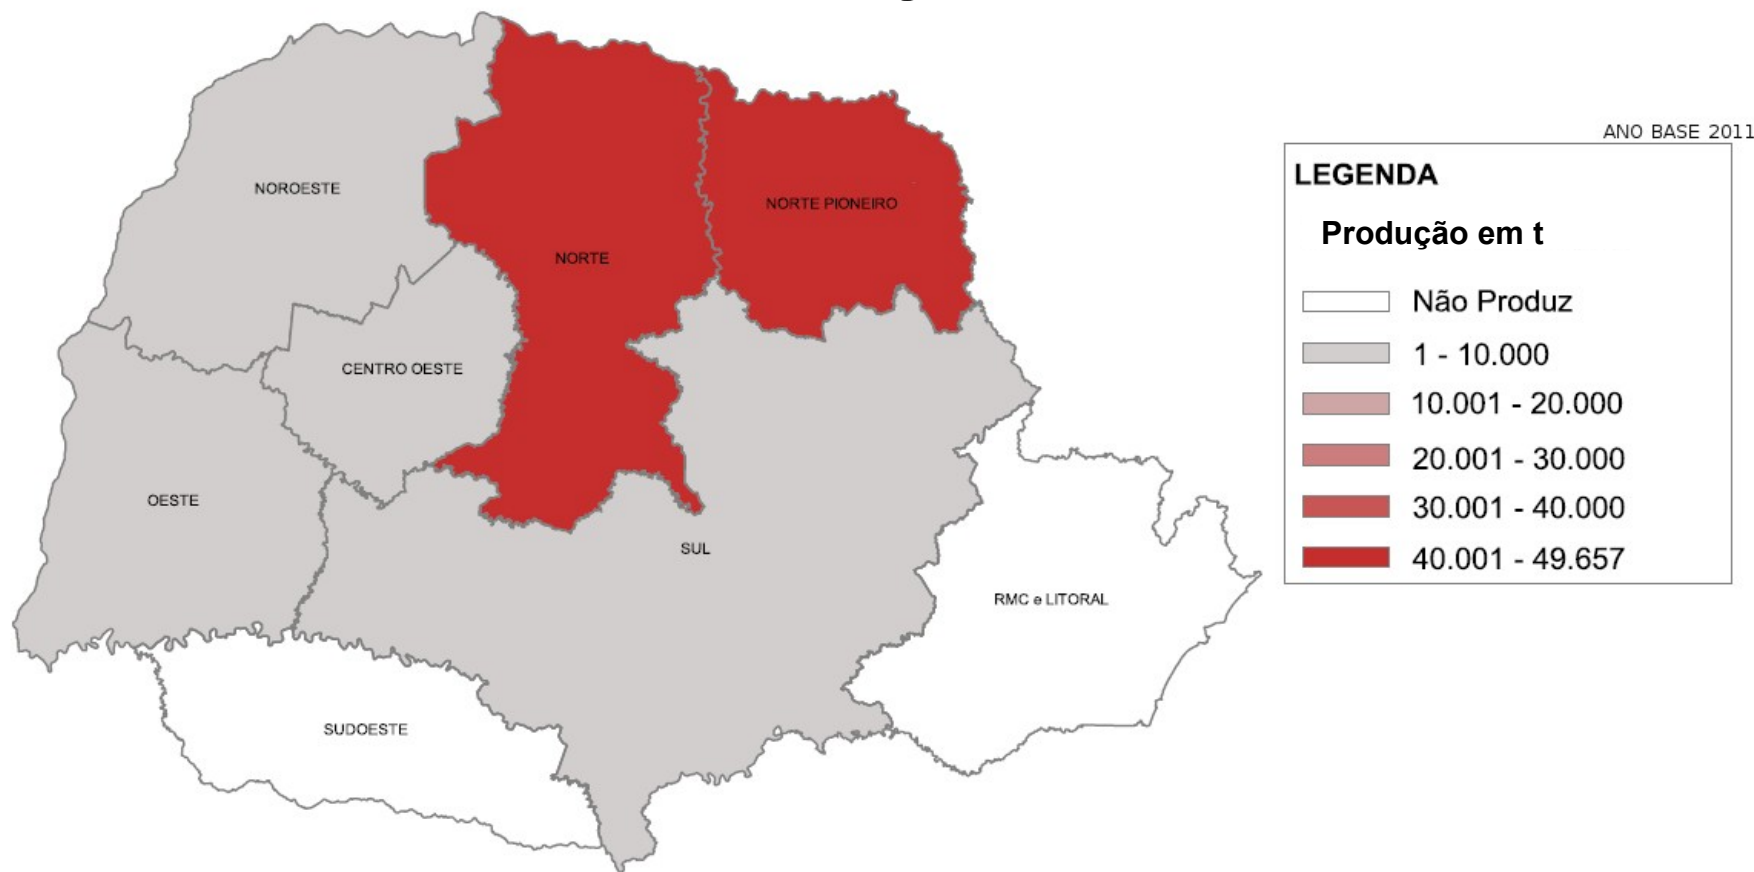 ANO BASE 2011
LEGENDA
Produção em t
Não Produz
1 - 10.000
10.001 - 20.000
20.001 - 30.000
30.001 - 40.000
40.001 - 49.657
NOROESTE
NORTE PIONEIRO
NORTE
CENTRO OESTE
OESTE
SUL
RMC e LITORAL
SUDOESTE